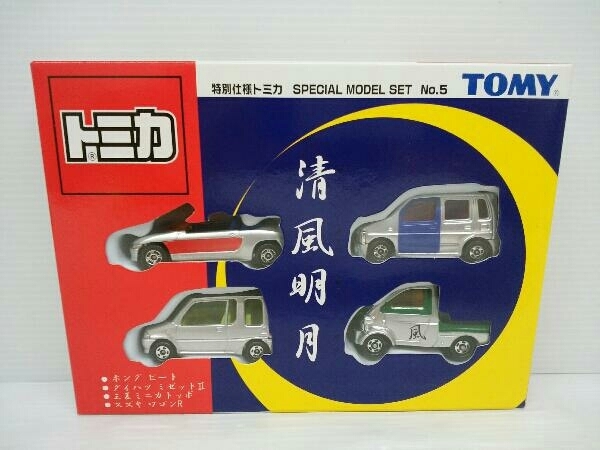 特別仕様トミカ SPECIAL MODEL SET No.5
TOMY
トミカ
清風明月
風
●ホンダ ビート
●ダイハツ ミゼットⅡ
●三菱ミニカトッポ
●スズキ ワゴンR